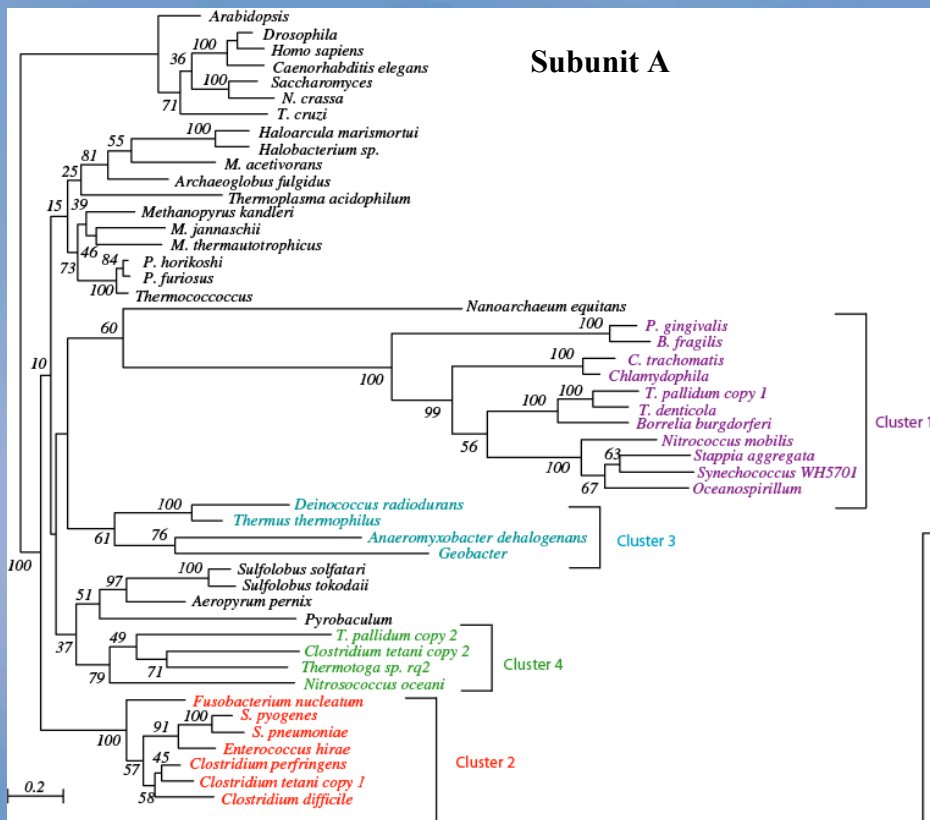 Arabidopsis
Drosophila
100
36
Homo sapiens
Subunit A
Caenorhabditis elegans
Saccharomyces
100
71
N. crassa
T. cruzi
100
Haloarcula marismortui
55
Halobacterium sp.
81
M. acetivorans
25
Archaeoglobus fulgidus
Thermoplasma acidophilum
15
39
Methanopyrus kandleri
M. jannaschii
46
M. thermautotrophicus
73
84
P. horikoshi
P. furiosus
100
Thermococcoccus
Nanoarchaeum equitans
60
100
P. gingivalis
B. fragilis
10
100
C. trachomatis
100
Chlamydophila
100
T. pallidum copy 1
100
T. denticola
99
Borrelia burgdorferi
Cluster 1
56
Nitrococcus mobilis
63
Stappia aggregata
100
Synechococcus WH5701
67
Oceanospirillum
Deinococcus radiodurans
100
Thermus thermophilus
61
76
Anaeromyxobacter dehalogenans
Cluster 3
Geobacter
100
100
Sulfolobus solfatari
97
Sulfolobus tokodaii
51
Aeropyrum pernix
Pyrobaculum
37
49
T. pallidum copy 2
Clostridium tetani copy 2
71
Thermotoga sp. rq2
Cluster 4
79
Nitrosococcus oceani
Fusobacterium nucleatum
100
S. pyogenes
91
S. pneumoniae
100
Enterococcus hirae
57
45
Clostridium perfringens
Cluster 2
Clostridium tetani copy 1
58
Clostridium difficile
0.2